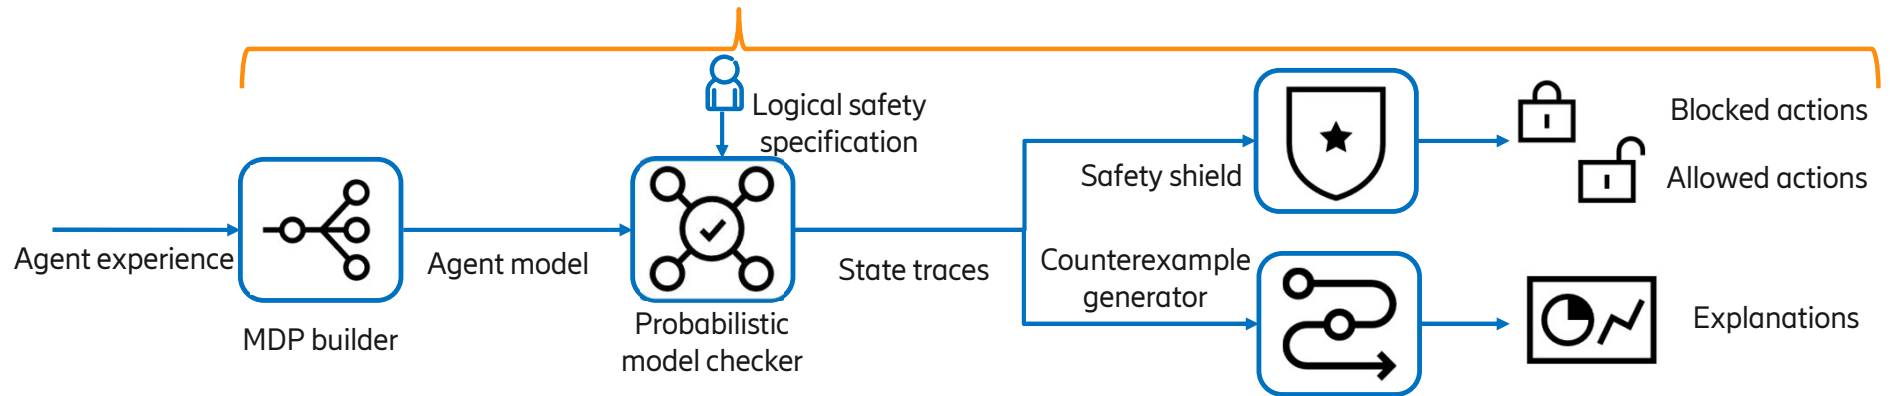 Logical safety
specification
Blocked actions
Safety shield
Allowed actions
Agent experience
Agent model
State traces
Counterexample
generator
MDP builder
Probabilistic
model checker
Explanations